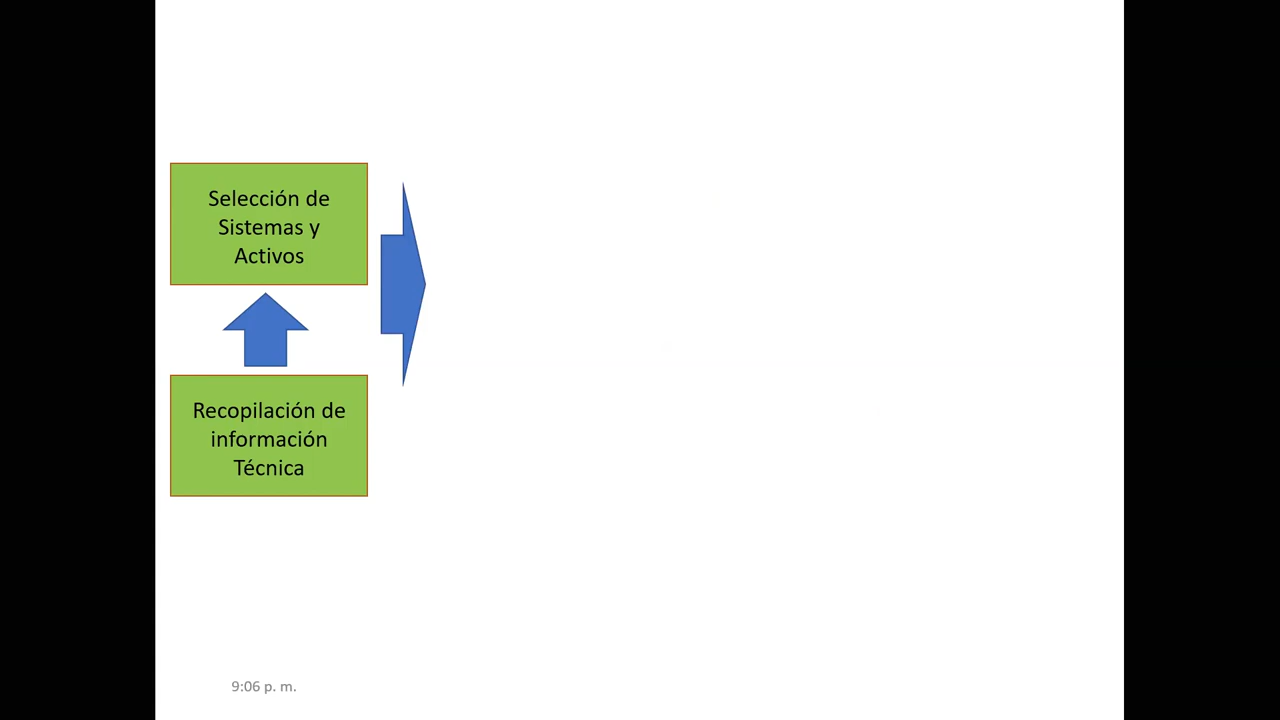 Selección de
Sistemas y
Activos
Recopilación de
información
Técnica
9:06 p. m.